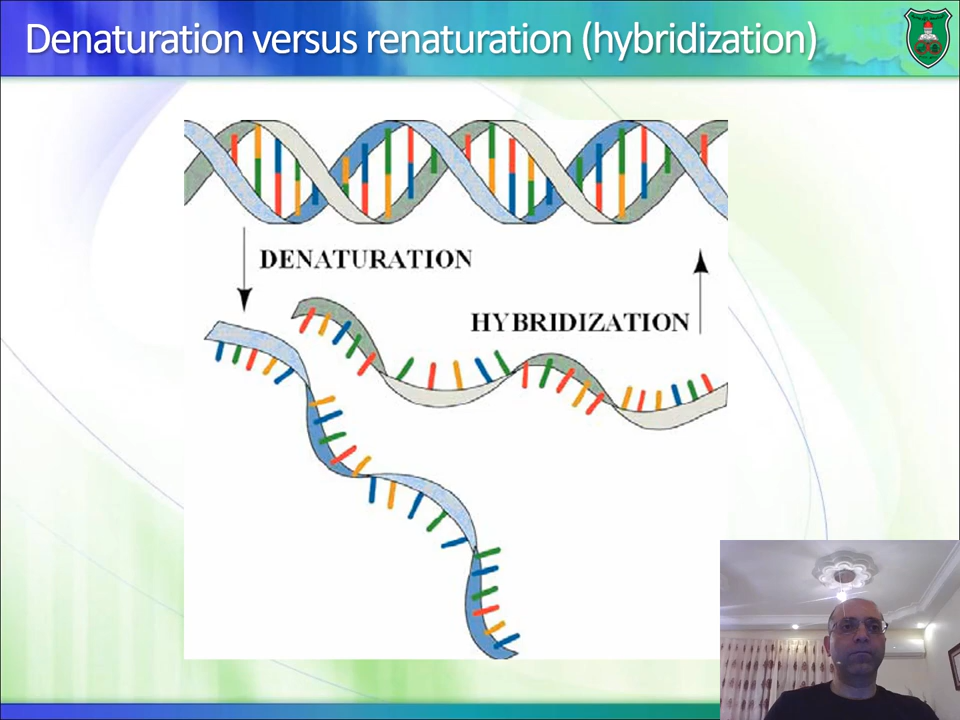 Denaturation versus renaturation (hybridization)
DENATURATION
HYBRIDIZATION